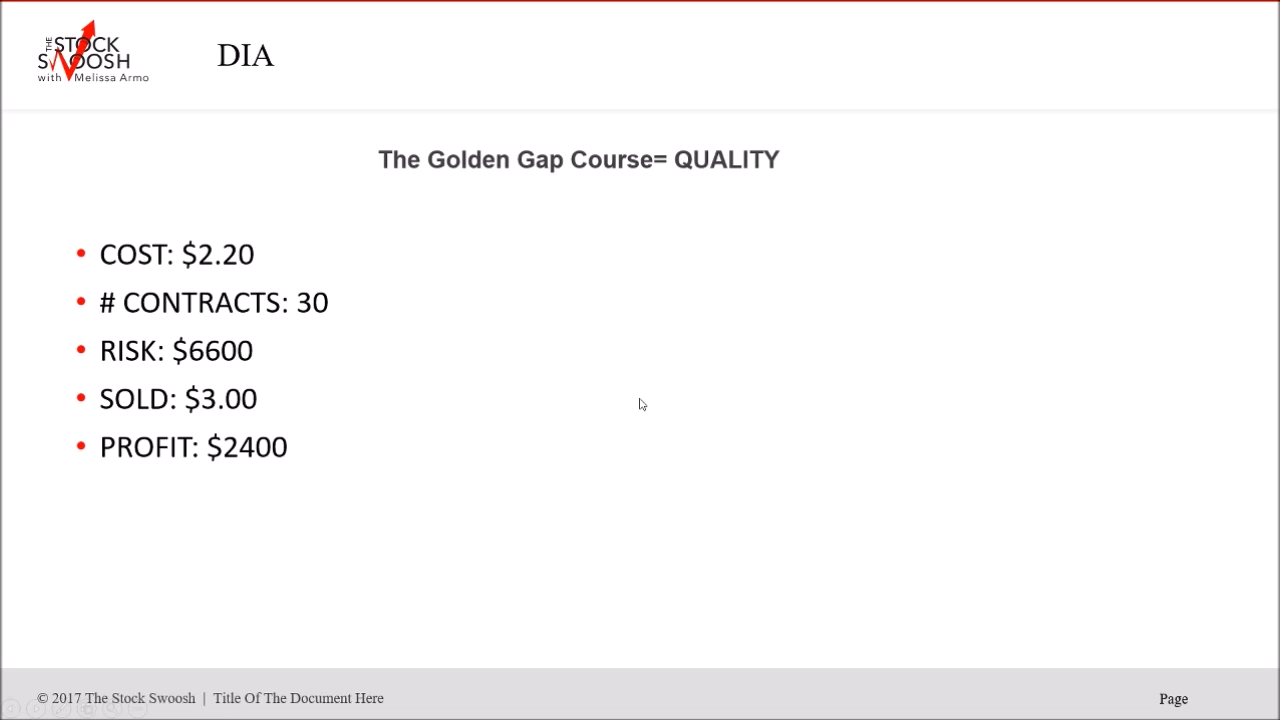 THE STOCK
SWOOSH
with Melissa Armo
DIA
The Golden Gap Course= QUALITY
• COST: $2.20
• # CONTRACTS: 30
• RISK: $6600
• SOLD: $3.00
• PROFIT: $2400
© 2017 The Stock Swoosh | Title Of The Document Here
Page